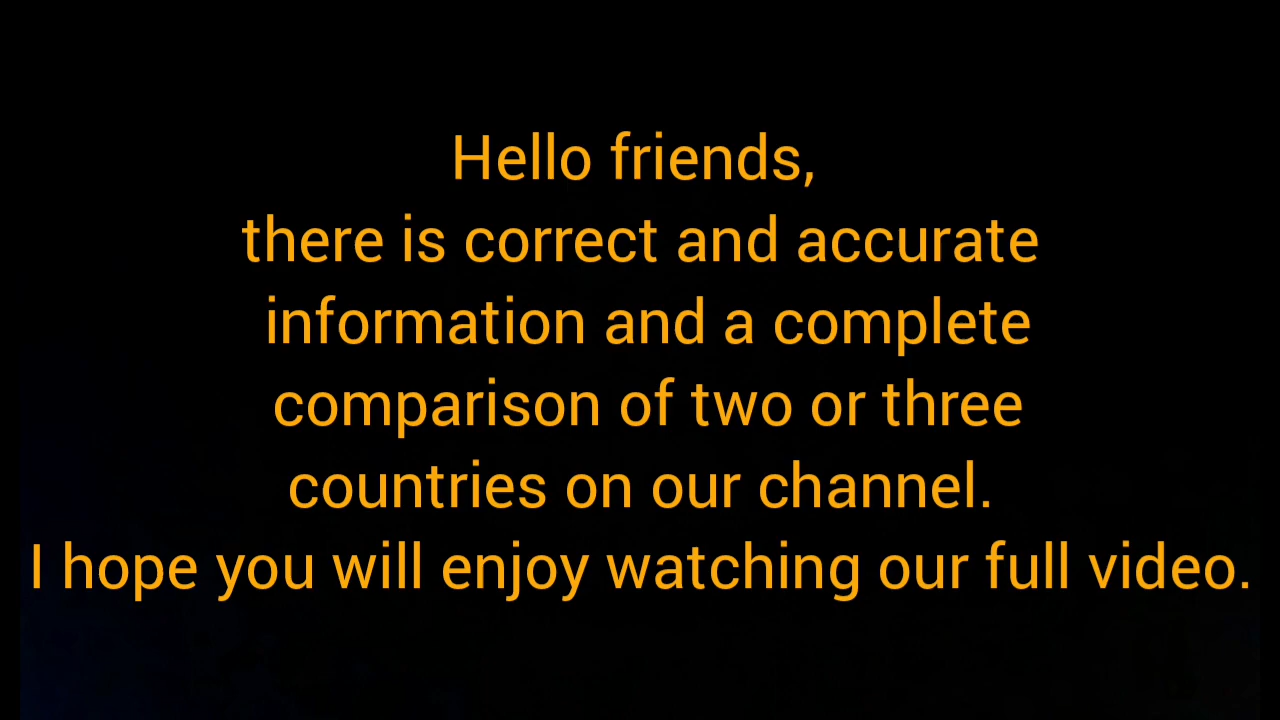 Hello friends,
there is correct and accurate
information and a complete
comparison of two or three
countries on our channel.
I hope you will enjoy watching our full video.